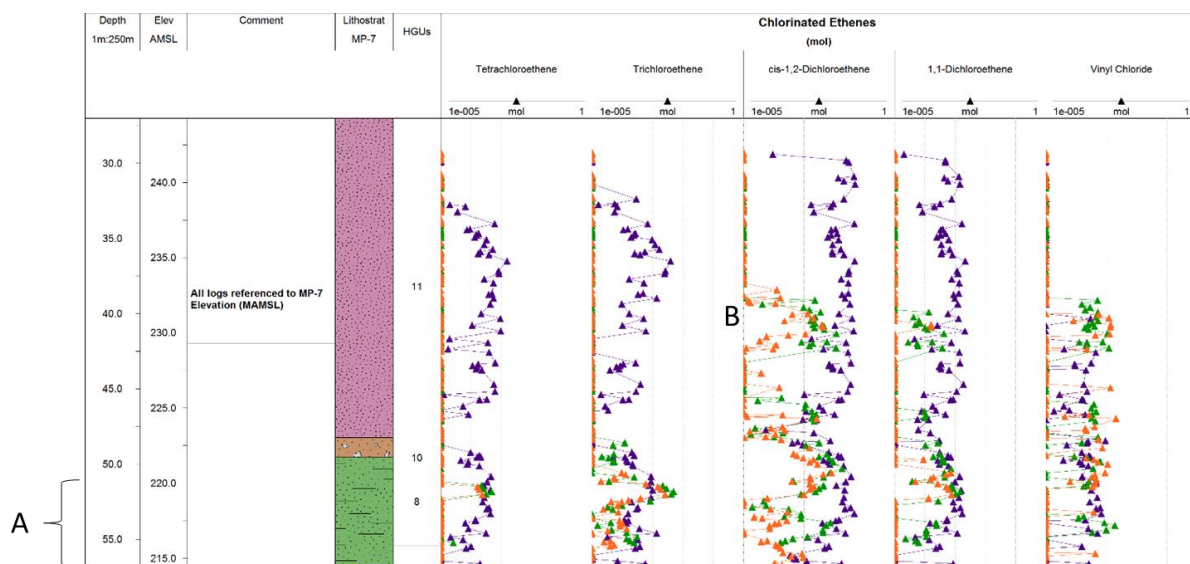 Depth Elev Comment Lithostrat HGUs Chlorinated Ethenes
1m:250m AMSL MP-7 (mol)
Tetrachloroethene Trichloroethene cis-1,2-Dichloroethene 1,1-Dichloroethene Vinyl Chloride
1e-005 mol 1 1e-005 mol 1 1e-005 mol 1 1e-005 mol 1 1e-005 mol 1
30.0
240.0
35.0
235.0
All logs referenced to MP-7
Elevation (MAMSL)
11
40.0
B
230.0
45.0
225.0
50.0
10
220.0
8
A
55.0
215.0